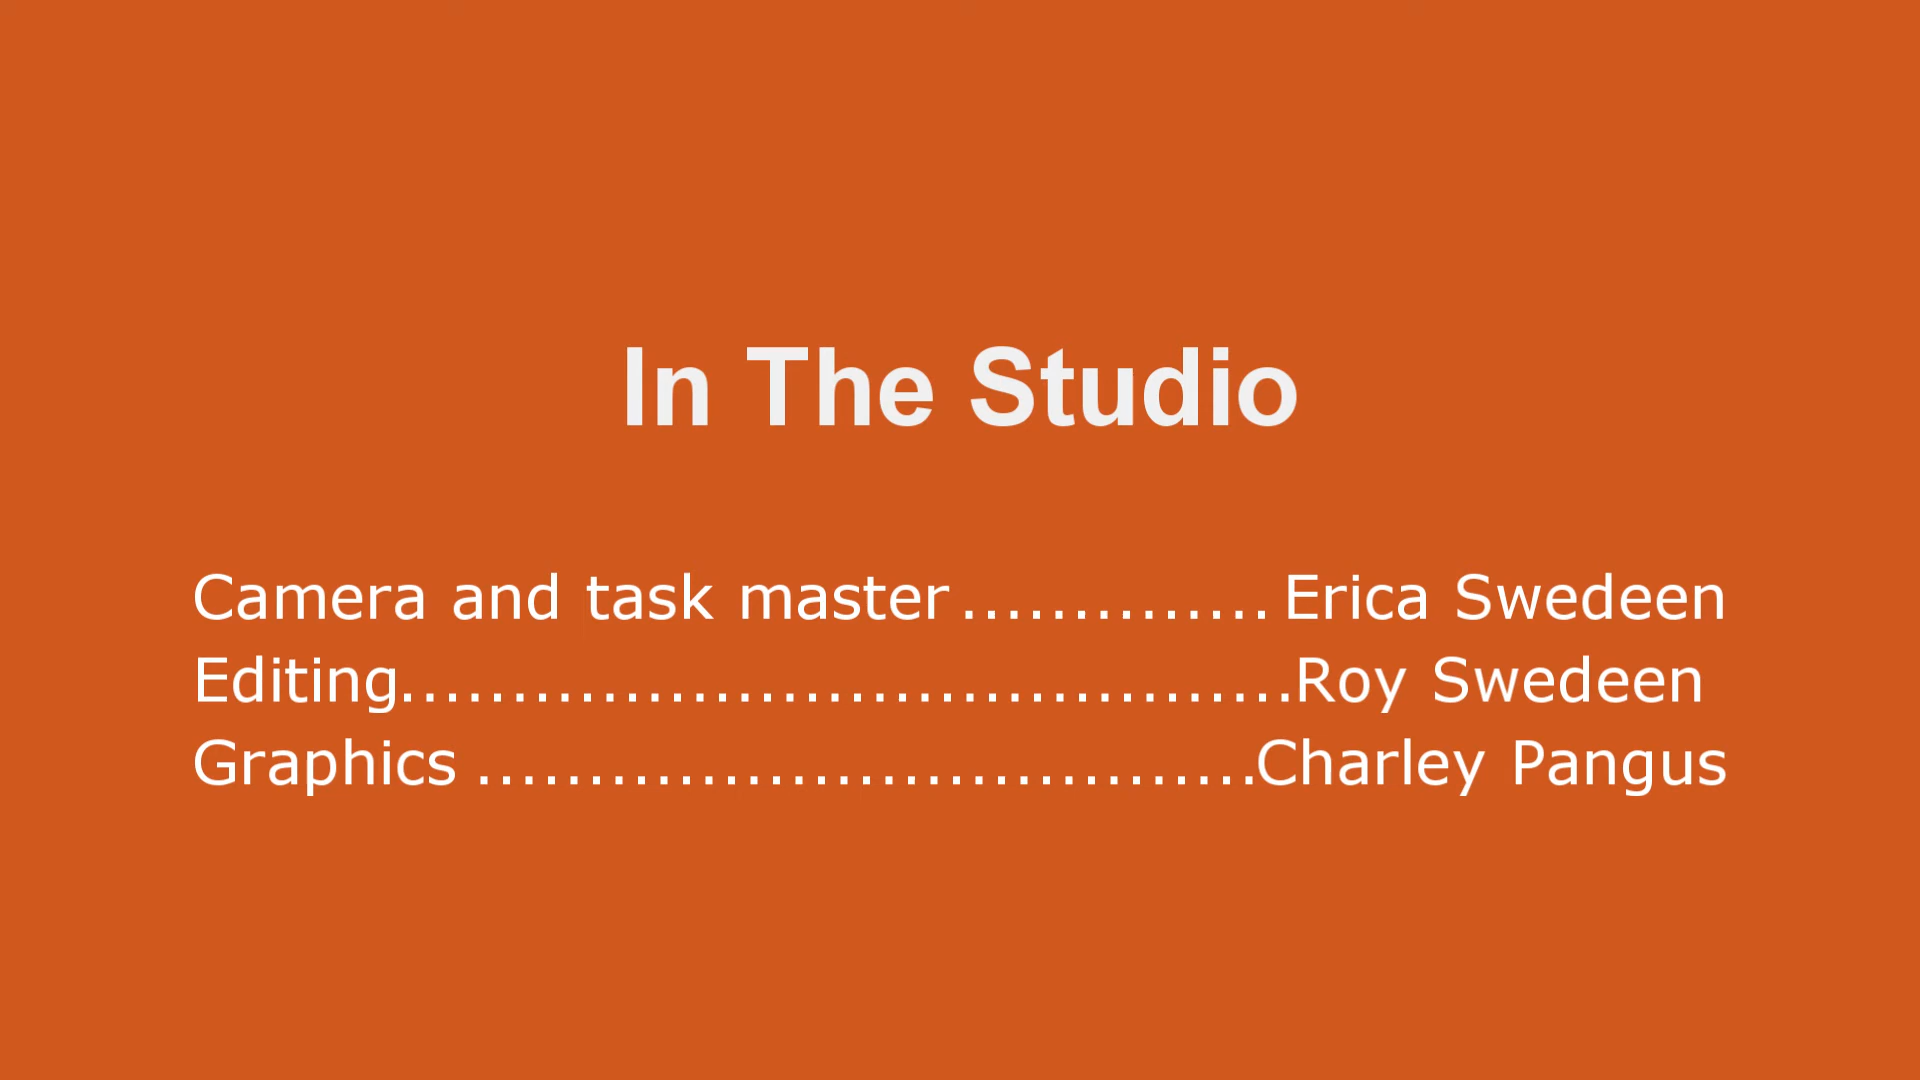 In The Studio
Camera and task master..............Erica Swedeen
Editing.........................................Roy Swedeen
Graphics ...................................Charley Pangus